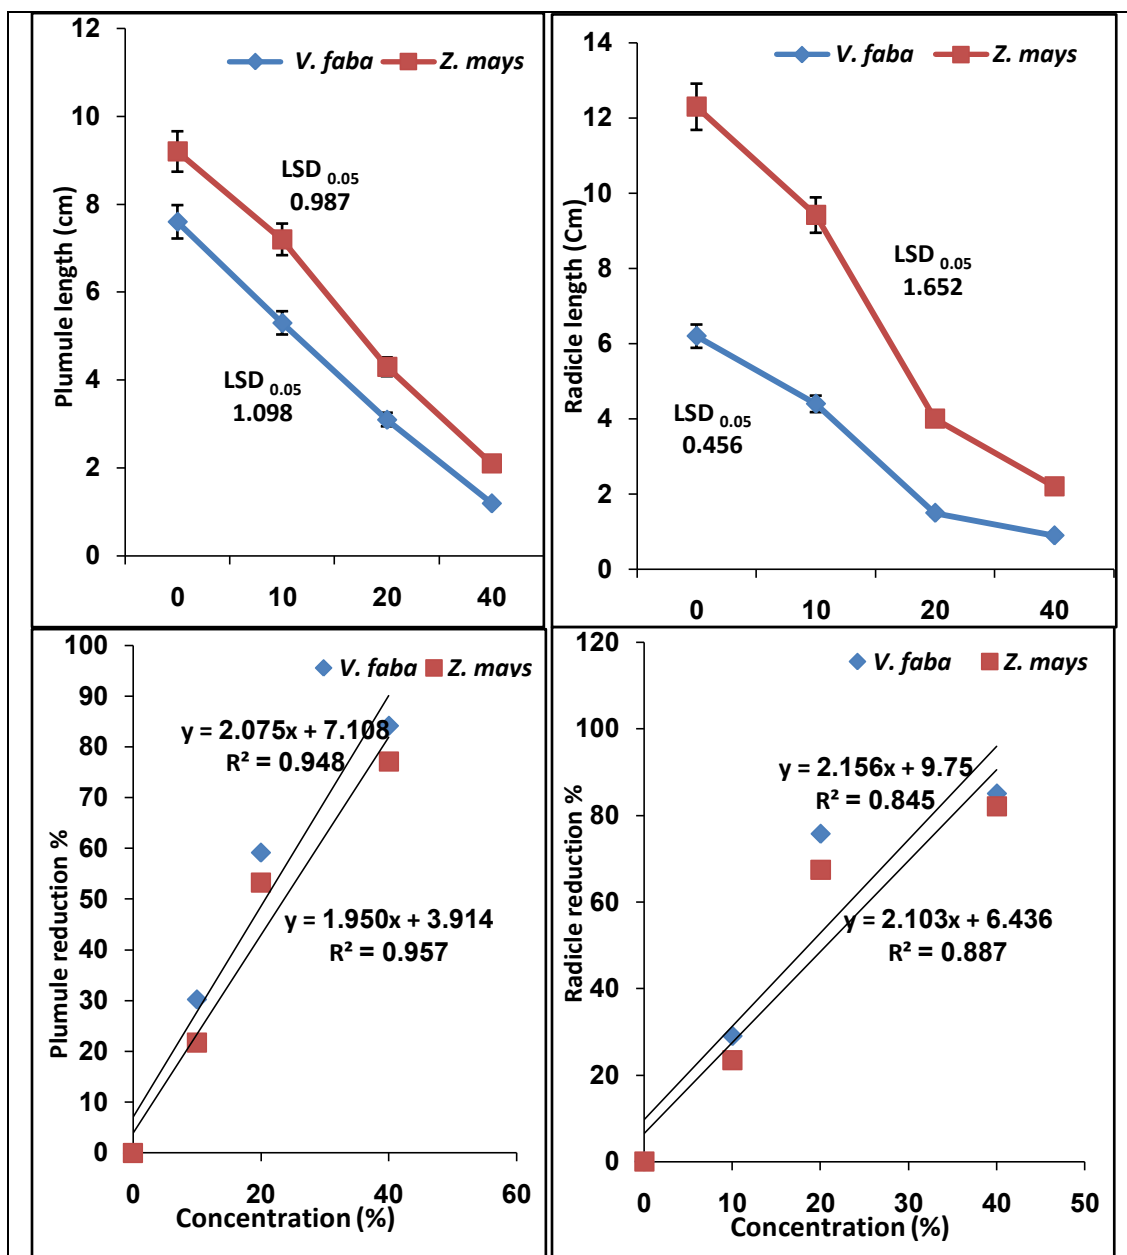 V. faba Z. mays
Plumule length (cm)
12
10
8
6
4
2
0
LSD 0.05
0.987
LSD 0.05
1.098
0 10 20 40
V. faba Z. mays
Radicle length (Cm)
14
12
10
8
6
4
2
0
LSD 0.05
1.652
LSD 0.05
0.456
0 10 20 40
V. faba Z. mays
Plumule reduction %
100
90
80
70
60
50
40
30
20
10
0
y = 2.075x + 7.108
R² = 0.948
y = 1.950x + 3.914
R² = 0.957
0 20 40 60
Concentration (%)
V. faba Z. mays
Radicle reduction %
120
100
80
60
40
20
0
y = 2.156x + 9.75
R² = 0.845
y = 2.103x + 6.436
R² = 0.887
0 10 20 30 40 50
Concentration (%)